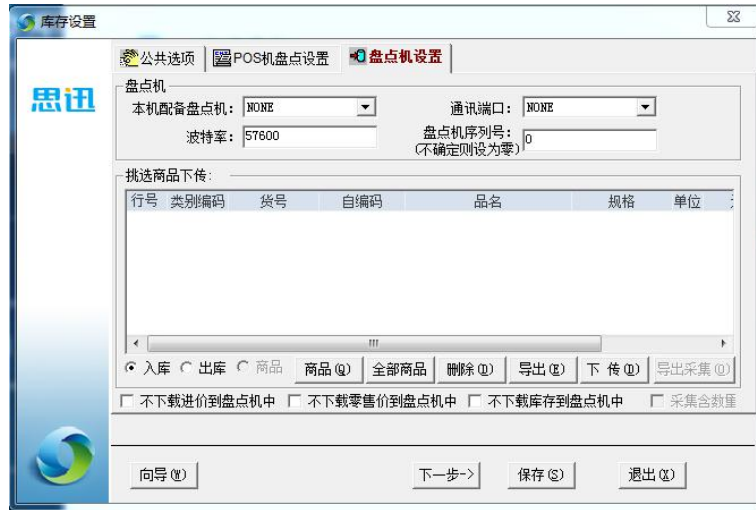 库存设置
思迅
公共选项 POS机盘点设置 盘点机设置
盘点机
本机配备盘点机: NONE 通讯端口: NONE
波特率: 57600 盘点机序列号: 0
(不确定则设为零)
挑选商品下传:
行号 类别编码 货号 自编码 品名 规格 单位
入库 出库 商品 商品(Q) 全部商品 删除(D) 导出(E) 下 传(D) 导出采集(O)
不下载进价到盘点机中 不下载零售价到盘点机中 不下载库存到盘点机中 采集含数量
向导(W) 下一步-> 保存(S) 退出(X)